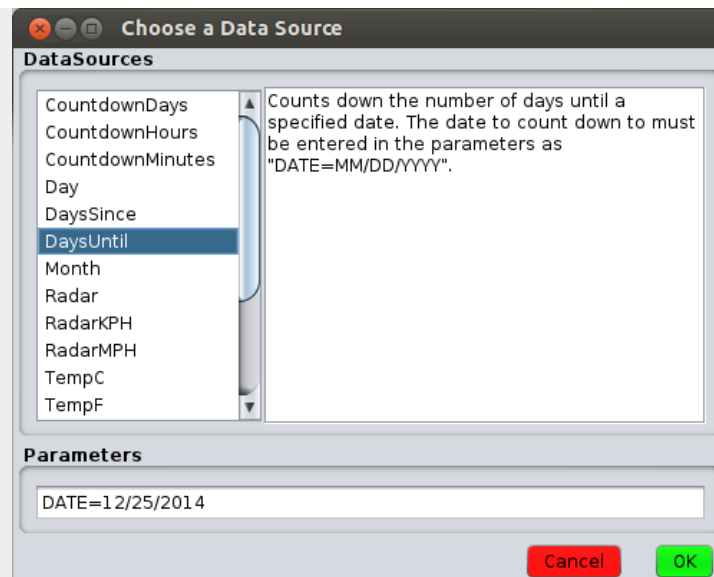 Choose a Data Source
DataSources
CountdownDays
CountdownHours
CountdownMinutes
Day
DaysSince
DaysUntil
Month
Radar
RadarKPH
RadarMPH
TempC
TempF
Counts down the number of days until a
specified date. The date to count down to must
be entered in the parameters as
"DATE=MM/DD/YYYY".
Parameters
DATE=12/25/2014
Cancel
OK